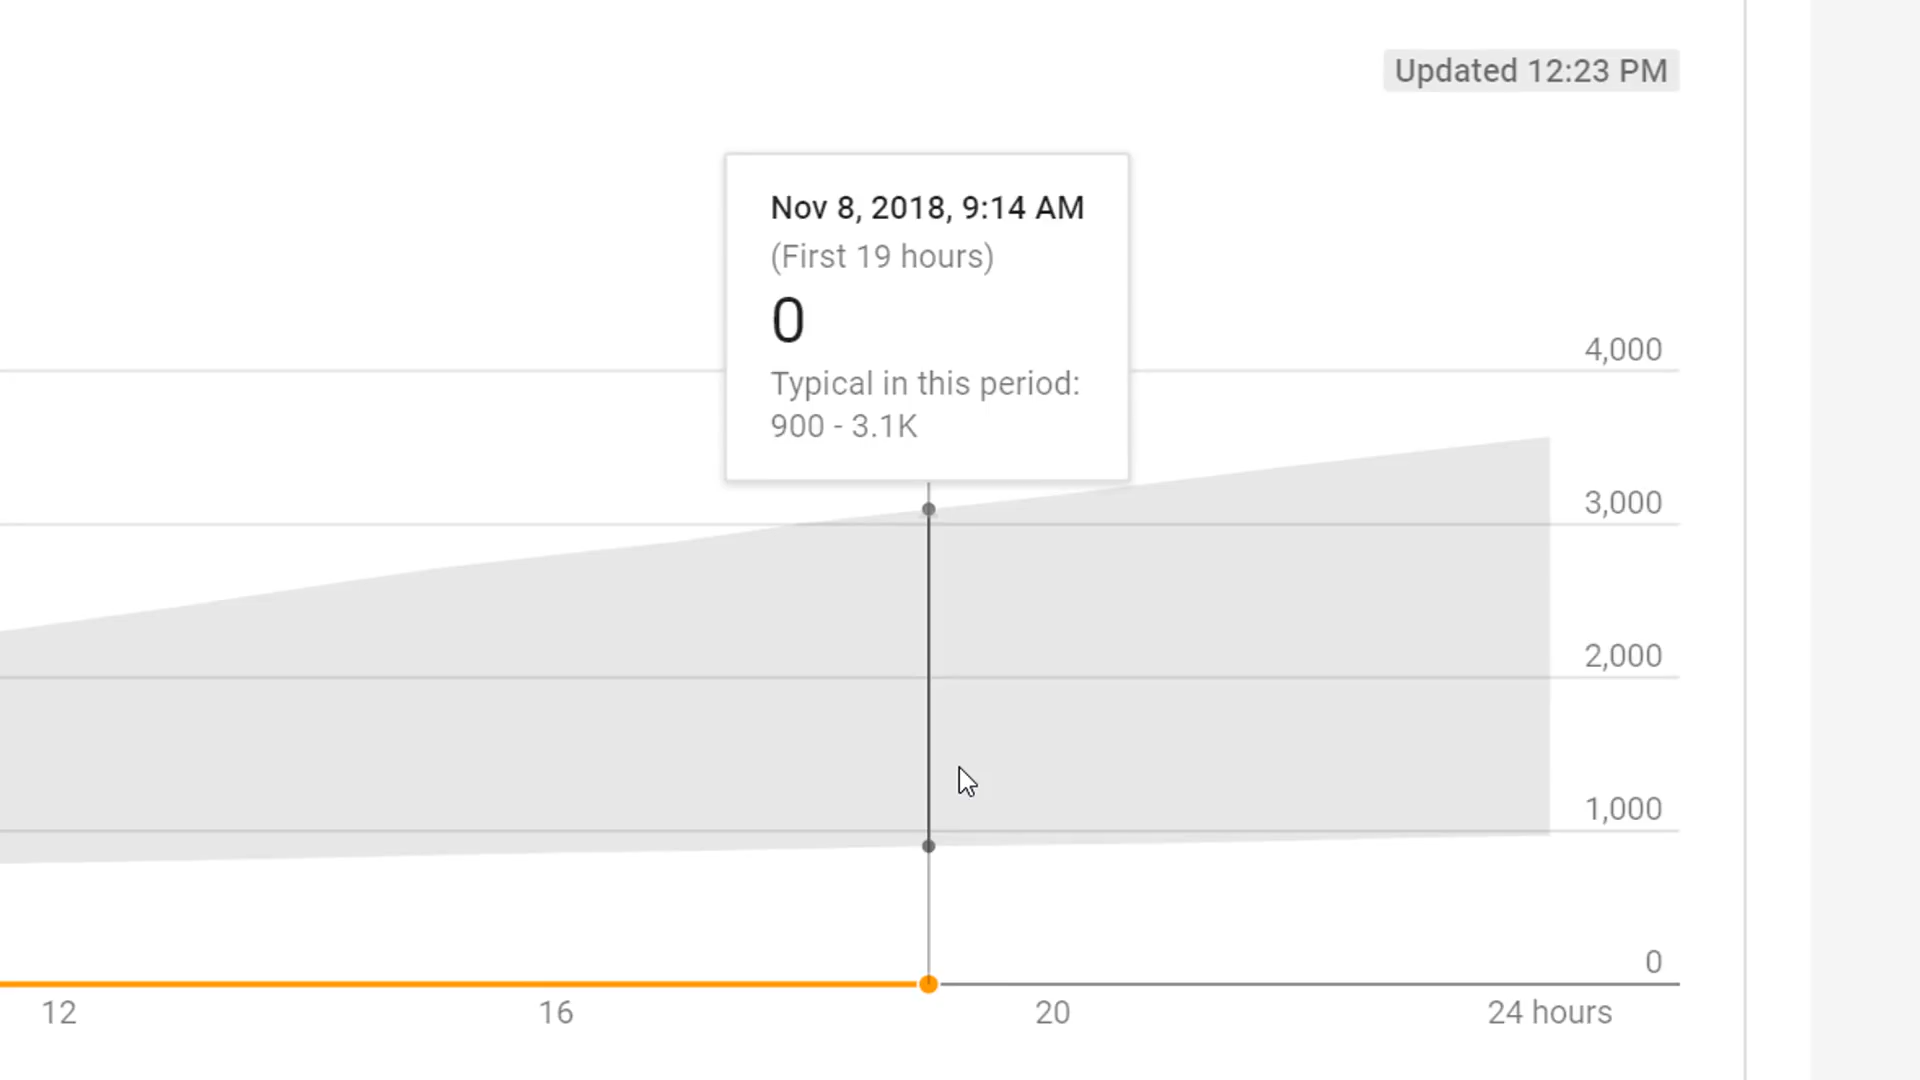 Updated 12:23 PM
Nov 8, 2018, 9:14 AM
(First 19 hours)
0
Typical in this period:
900 - 3.1K
4,000
3,000
2,000
1,000
0
12
16
20
24 hours